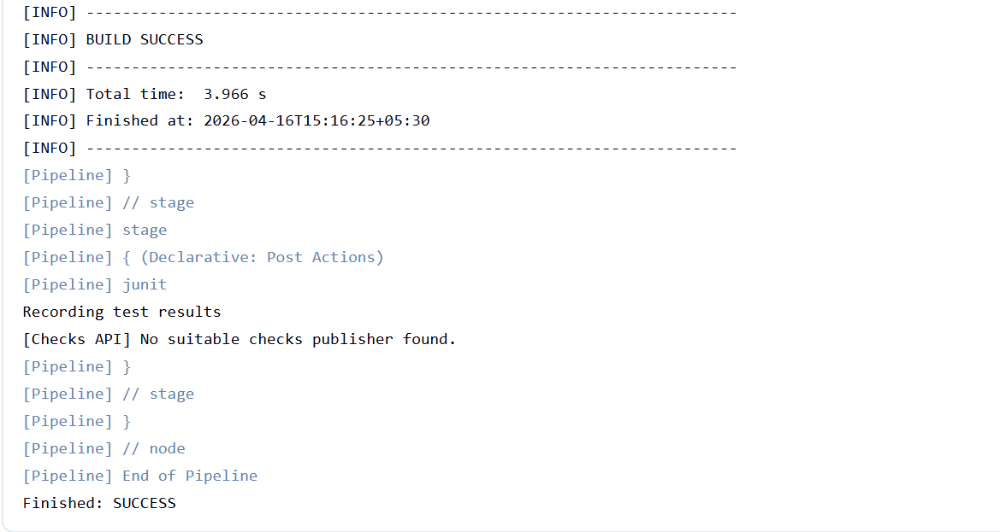 [INFO] ------------------------------------------------------------------------
[INFO] BUILD SUCCESS
[INFO] ------------------------------------------------------------------------
[INFO] Total time:  3.966 s
[INFO] Finished at: 2026-04-16T15:16:25+05:30
[INFO] ------------------------------------------------------------------------
[Pipeline] }
[Pipeline] // stage
[Pipeline] stage
[Pipeline] { (Declarative: Post Actions)
[Pipeline] junit
Recording test results
[Checks API] No suitable checks publisher found.
[Pipeline] }
[Pipeline] // stage
[Pipeline] }
[Pipeline] // node
[Pipeline] End of Pipeline
Finished: SUCCESS